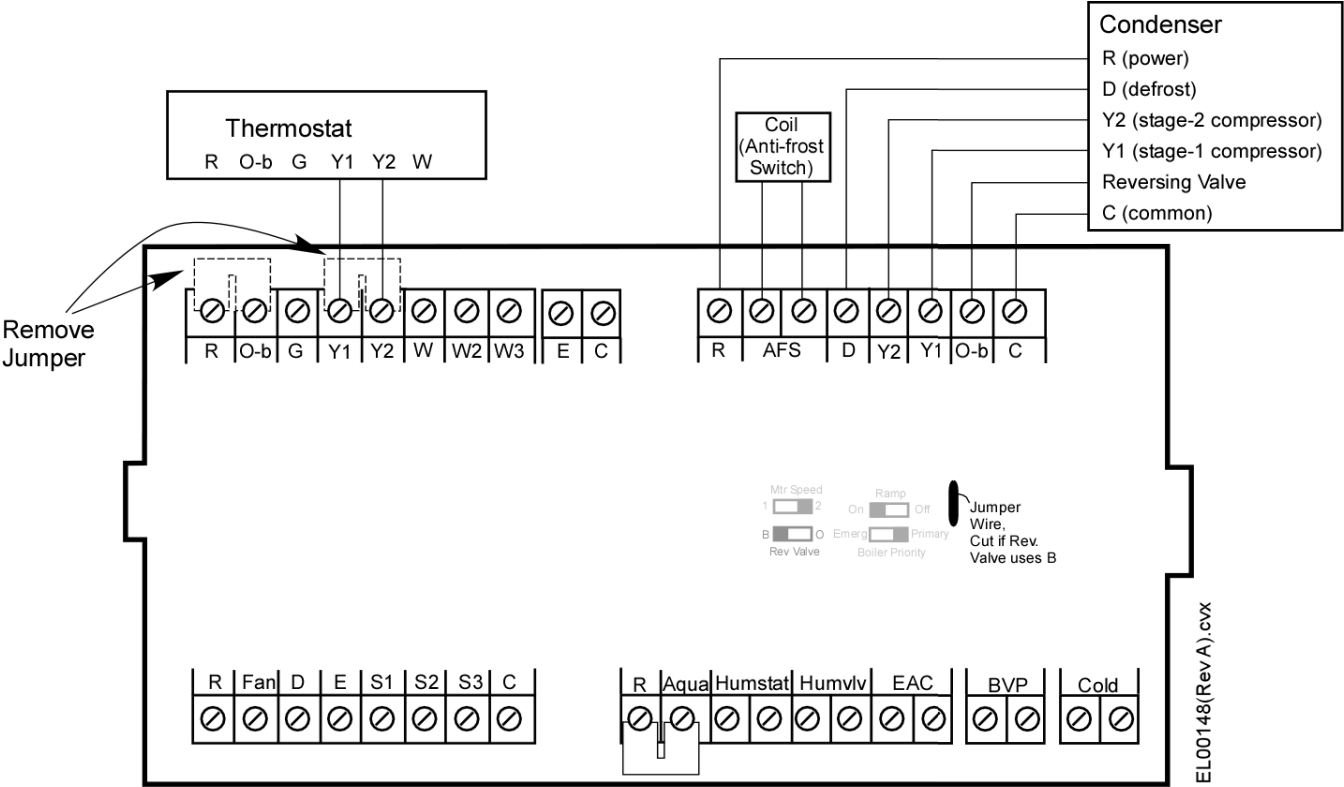 Condenser
R (power)
D (defrost)
Y2 (stage-2 compressor)
Y1 (stage-1 compressor)
Reversing Valve
C (common)
Thermostat
R O-b G Y1 Y2 W
Coil
(Anti-frost
Switch)
Remove
Jumper
R O-b G Y1 Y2 W W2 W3 E C
R AFS D Y2 Y1 O-b C
Mtr Speed
1 2
Ramp
On Off
B O
Rev Valve
Emerg Primary
Boiler Priority
Jumper
Wire,
Cut if Rev.
Valve uses B
R Fan D E S1 S2 S3 C
R Aqua Humstat Humvlv EAC BVP Cold
EL00148(Rev A).cvx